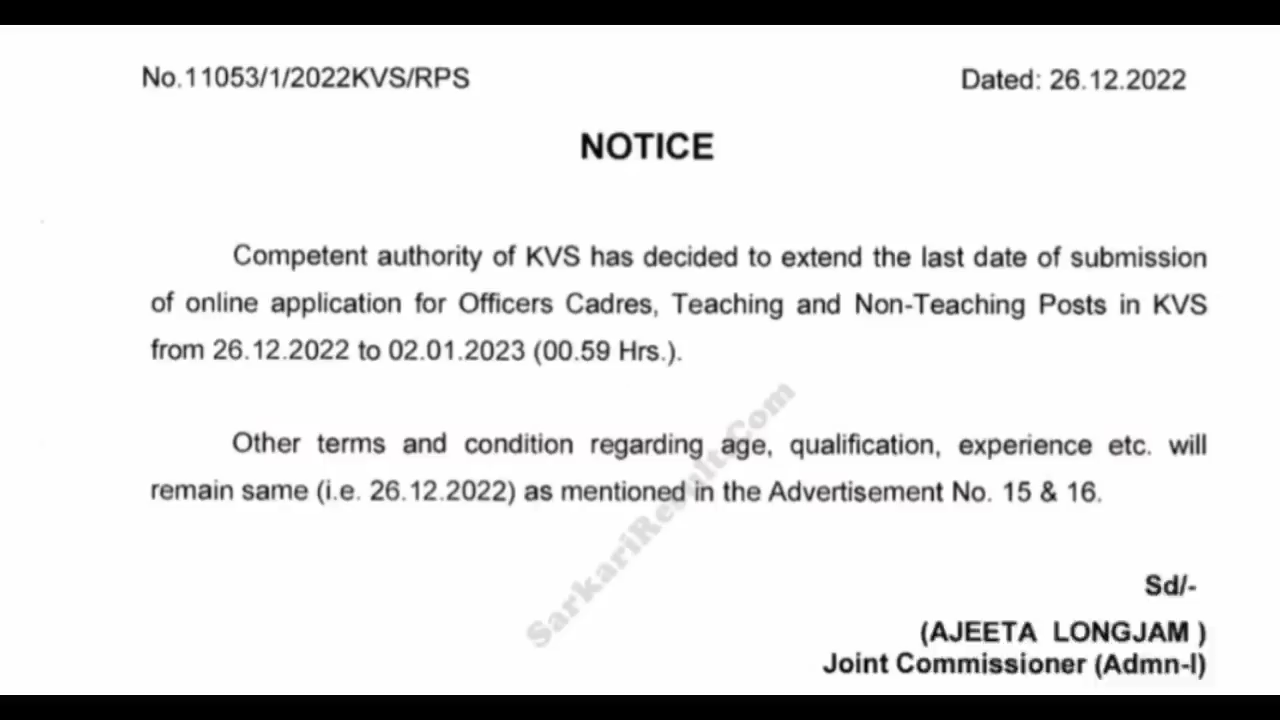 No.11053/1/2022KVS/RPS Dated: 26.12.2022
NOTICE
Competent authority of KVS has decided to extend the last date of submission
of online application for Officers Cadres, Teaching and Non-Teaching Posts in KVS
from 26.12.2022 to 02.01.2023 (00.59 Hrs.).
Other terms and condition regarding age, qualification, experience etc. will
remain same (i.e. 26.12.2022) as mentioned in the Advertisement No. 15 & 16.
SarkariResult.Com
Sd/-
(AJEETA LONGJAM )
Joint Commissioner (Admn-I)